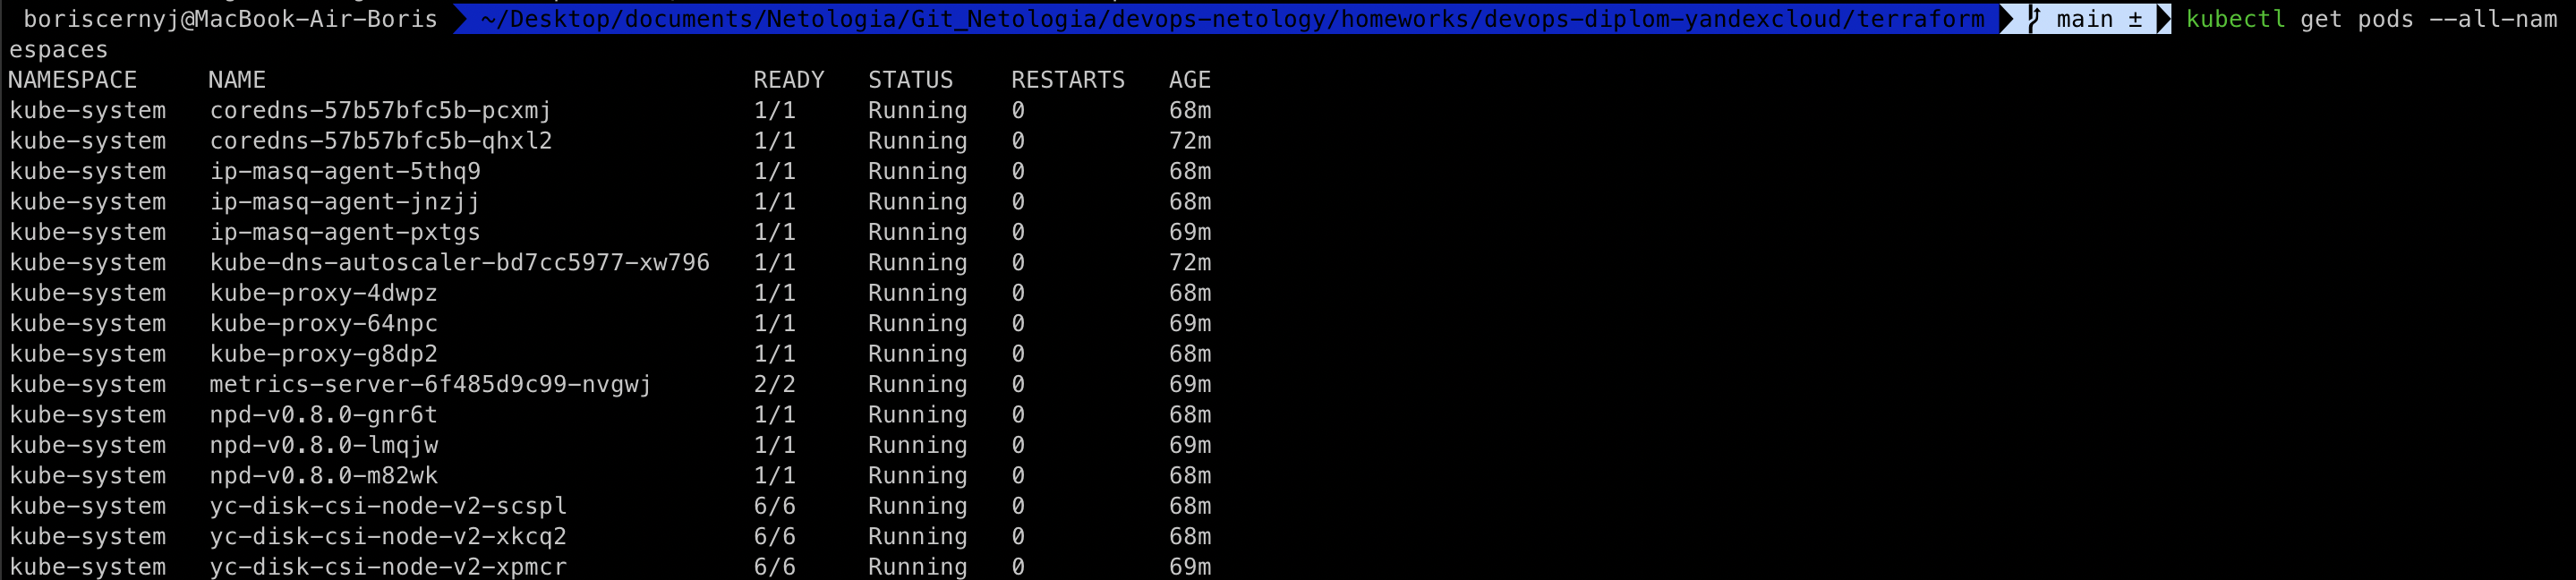 boriscernyj@MacBook-Air-Boris ~/Desktop/documents/Netologia/Git_Netologia/devops-netology/homeworks/devops-diplom-yandexcloud/terraform main ± kubectl get pods --all-nam
espaces
NAMESPACE NAME READY STATUS RESTARTS AGE
kube-system coredns-57b57bfc5b-pcxmj 1/1 Running 0 68m
kube-system coredns-57b57bfc5b-qhxl2 1/1 Running 0 72m
kube-system ip-masq-agent-5thq9 1/1 Running 0 68m
kube-system ip-masq-agent-jnzjj 1/1 Running 0 68m
kube-system ip-masq-agent-pxtgs 1/1 Running 0 69m
kube-system kube-dns-autoscaler-bd7cc5977-xw796 1/1 Running 0 72m
kube-system kube-proxy-4dwpz 1/1 Running 0 68m
kube-system kube-proxy-64npc 1/1 Running 0 69m
kube-system kube-proxy-g8dp2 1/1 Running 0 68m
kube-system metrics-server-6f485d9c99-nvgwj 2/2 Running 0 69m
kube-system npd-v0.8.0-gnr6t 1/1 Running 0 68m
kube-system npd-v0.8.0-lmqjw 1/1 Running 0 69m
kube-system npd-v0.8.0-m82wk 1/1 Running 0 68m
kube-system yc-disk-csi-node-v2-scspl 6/6 Running 0 68m
kube-system yc-disk-csi-node-v2-xkcq2 6/6 Running 0 68m
kube-system yc-disk-csi-node-v2-xpmcr 6/6 Running 0 69m